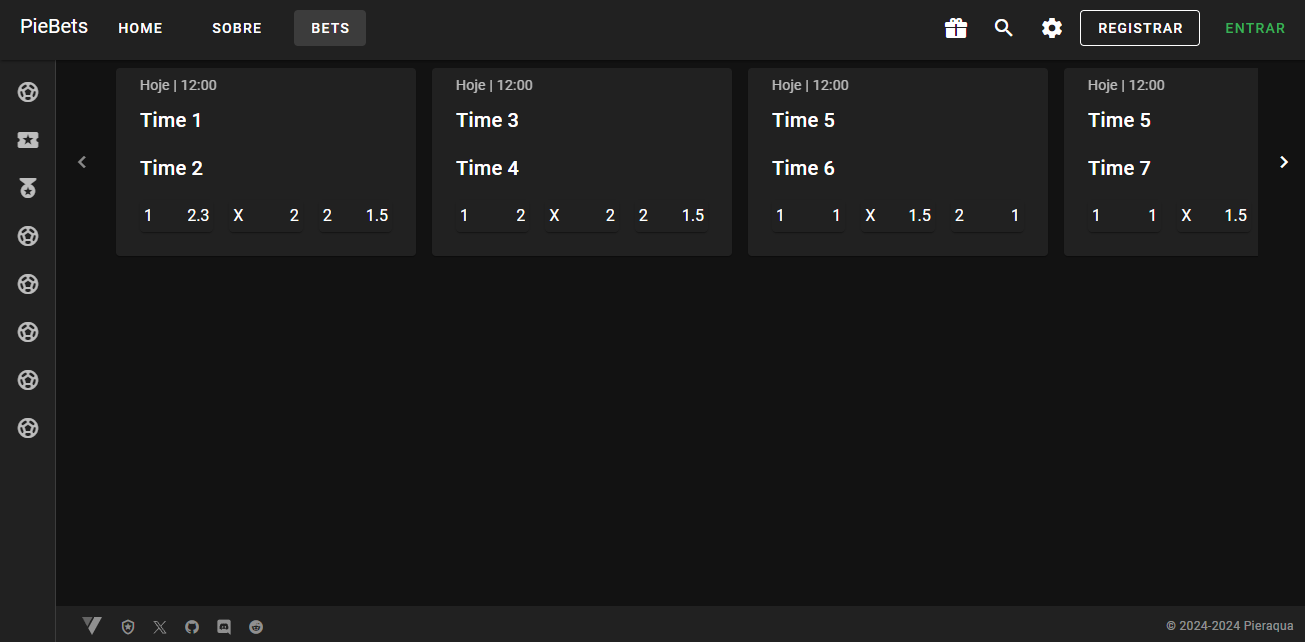 PieBets HOME SOBRE BETS REGISTRAR ENTRAR
Hoje | 12:00
Time 1
Time 2
1 2.3 X 2 2 1.5
Hoje | 12:00
Time 3
Time 4
1 2 X 2 2 1.5
Hoje | 12:00
Time 5
Time 6
1 1 X 1.5 2 1
Hoje | 12:00
Time 5
Time 7
1 1 X 1.5
© 2024-2024 Pieraqua